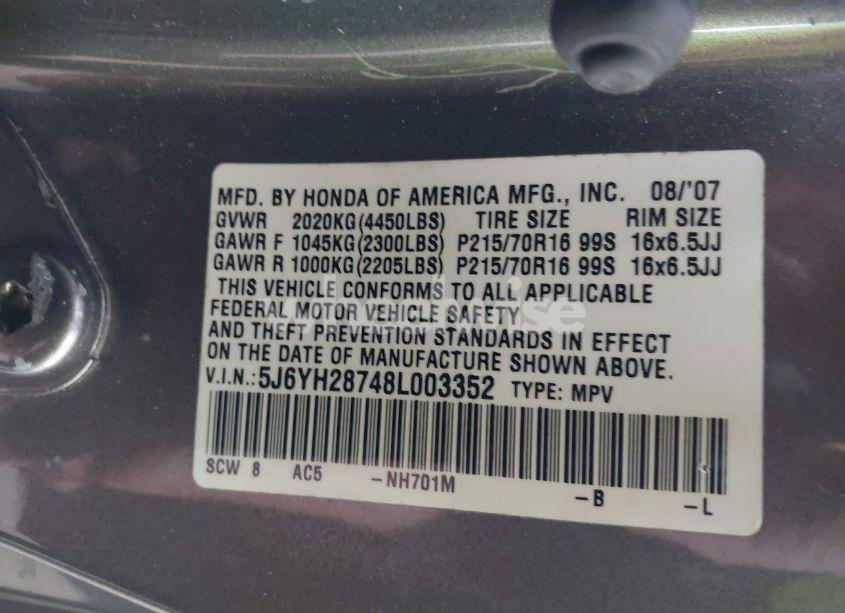 MFD. BY HONDA OF AMERICA MFG., INC. 08/'07
GVWR 2020KG(4450LBS) TIRE SIZE RIM SIZE
GAWR F 1045KG(2300LBS) P215/70R16 99S 16x6.5JJ
GAWR R 1000KG(2205LBS) P215/70R16 99S 16x6.5JJ
THIS VEHICLE CONFORMS TO ALL APPLICABLE
FEDERAL MOTOR VEHICLE SAFETY
AND THEFT PREVENTION STANDARDS IN EFFECT
ON THE DATE OF MANUFACTURE SHOWN ABOVE.
V.I.N.:5J6YH28748L003352 TYPE: MPV
SCW 8 AC5 -NH701M -B -L